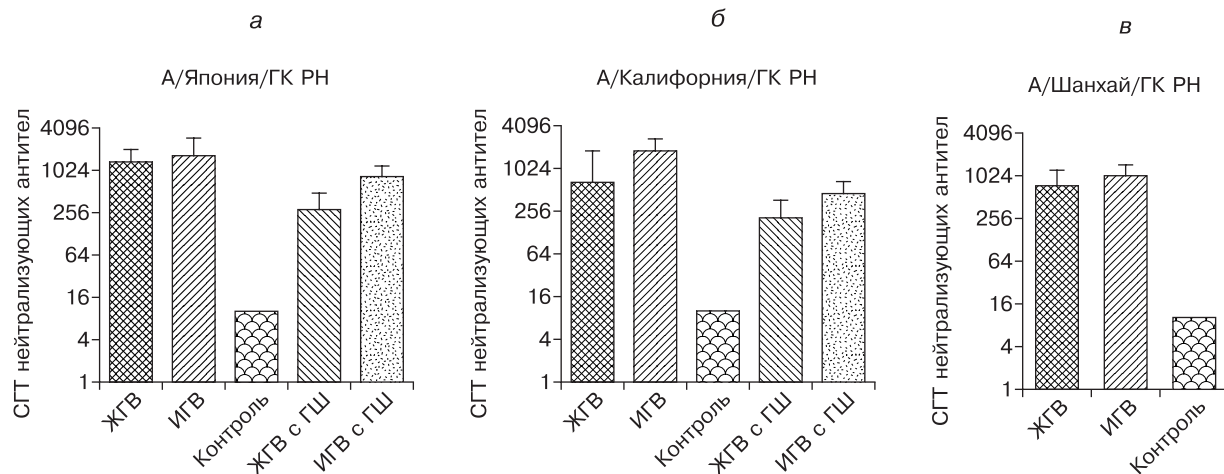 а
А/Япония/ГК РН
СГТ нейтрализующих антител
4096
1024
256
64
16
4
1
ЖГВ
ИГВ
Контроль
ЖГВ с ГШ
ИГВ с ГШ
б
А/Калифорния/ГК РН
СГТ нейтрализующих антител
4096
1024
256
64
16
4
1
ЖГВ
ИГВ
Контроль
ЖГВ с ГШ
ИГВ с ГШ
в
А/Шанхай/ГК РН
СГТ нейтрализующих антител
4096
1024
256
64
16
4
1
ЖГВ
ИГВ
Контроль